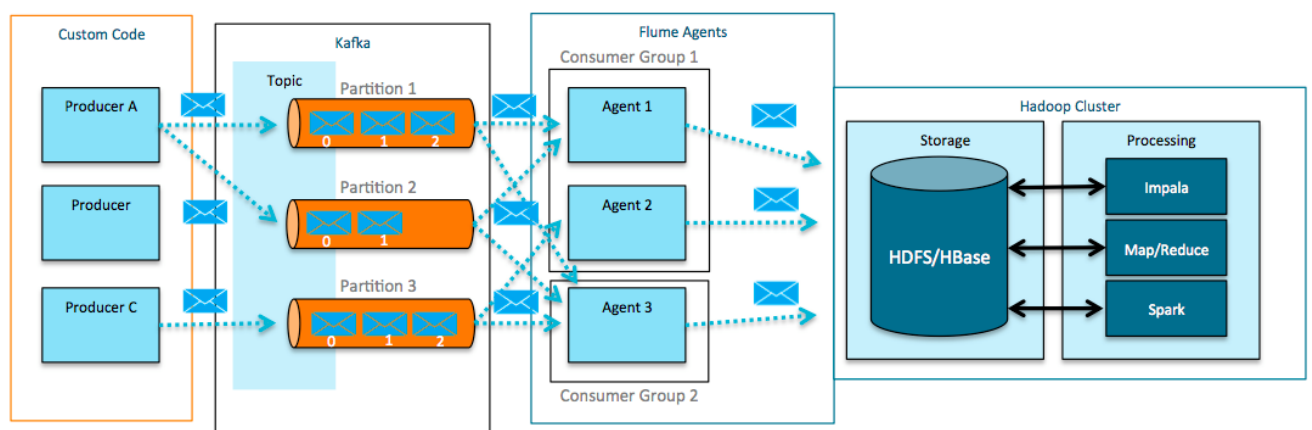 Custom Code
Producer A
Producer
Producer C
Kafka
Topic
Partition 1
0 1 2
Partition 2
0 1
Partition 3
0 1 2
Flume Agents
Consumer Group 1
Agent 1
Agent 2
Agent 3
Consumer Group 2
Hadoop Cluster
Storage
HDFS/HBase
Processing
Impala
Map/Reduce
Spark